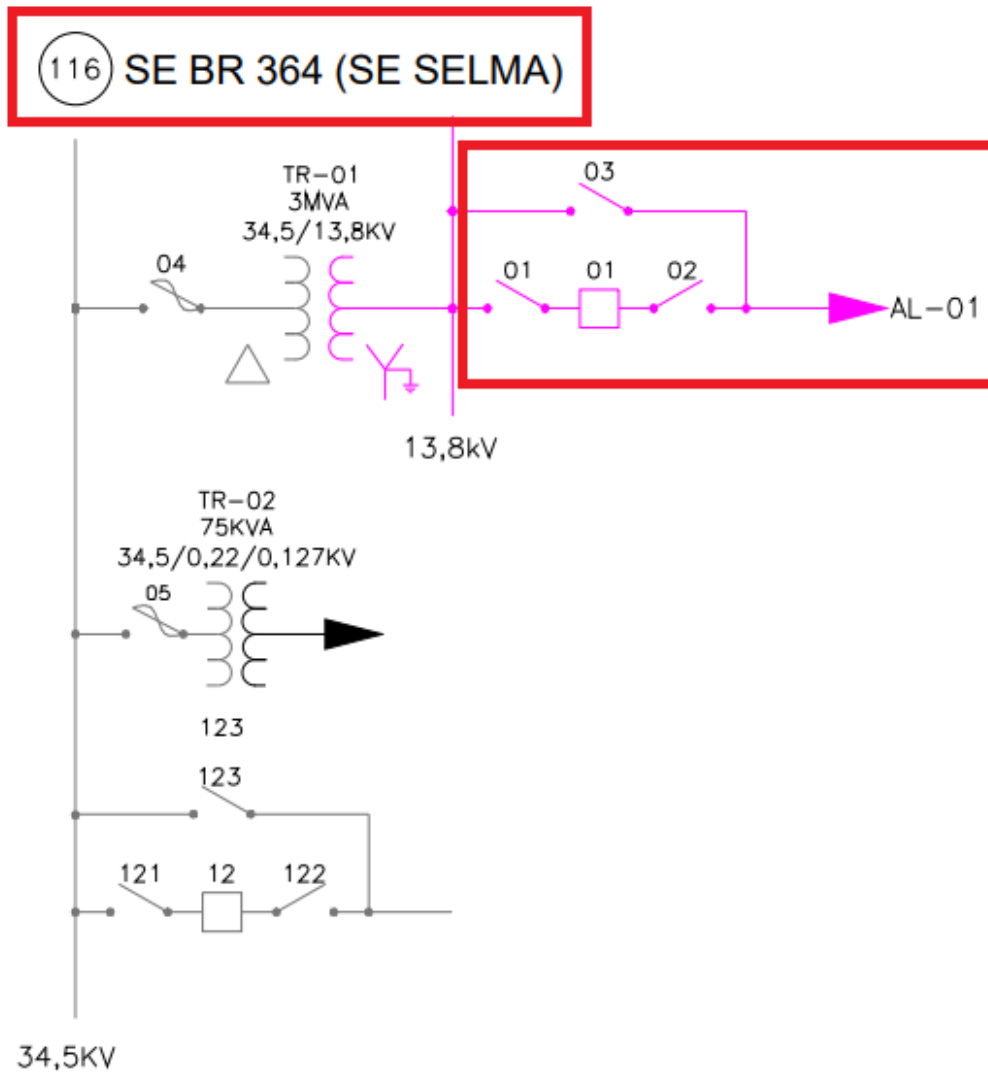 116 SE BR 364 (SE SELMA)
TR-01
3MVA
34,5/13,8KV
04
03
01 01 02
AL-01
13,8kV
TR-02
75KVA
34,5/0,22/0,127KV
05
123
123
121 12 122
34,5KV